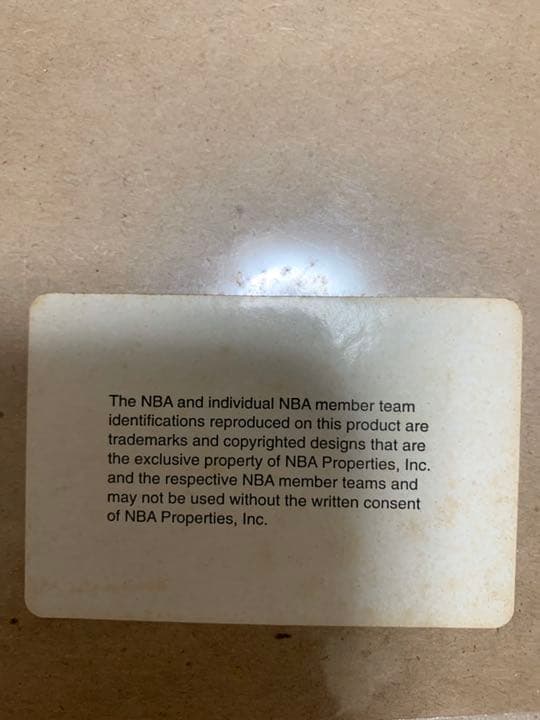 The NBA and individual NBA member team
identifications reproduced on this product are
trademarks and copyrighted designs that are
the exclusive property of NBA Properties, Inc.
and the respective NBA member teams and
may not be used without the written consent
of NBA Properties, Inc.